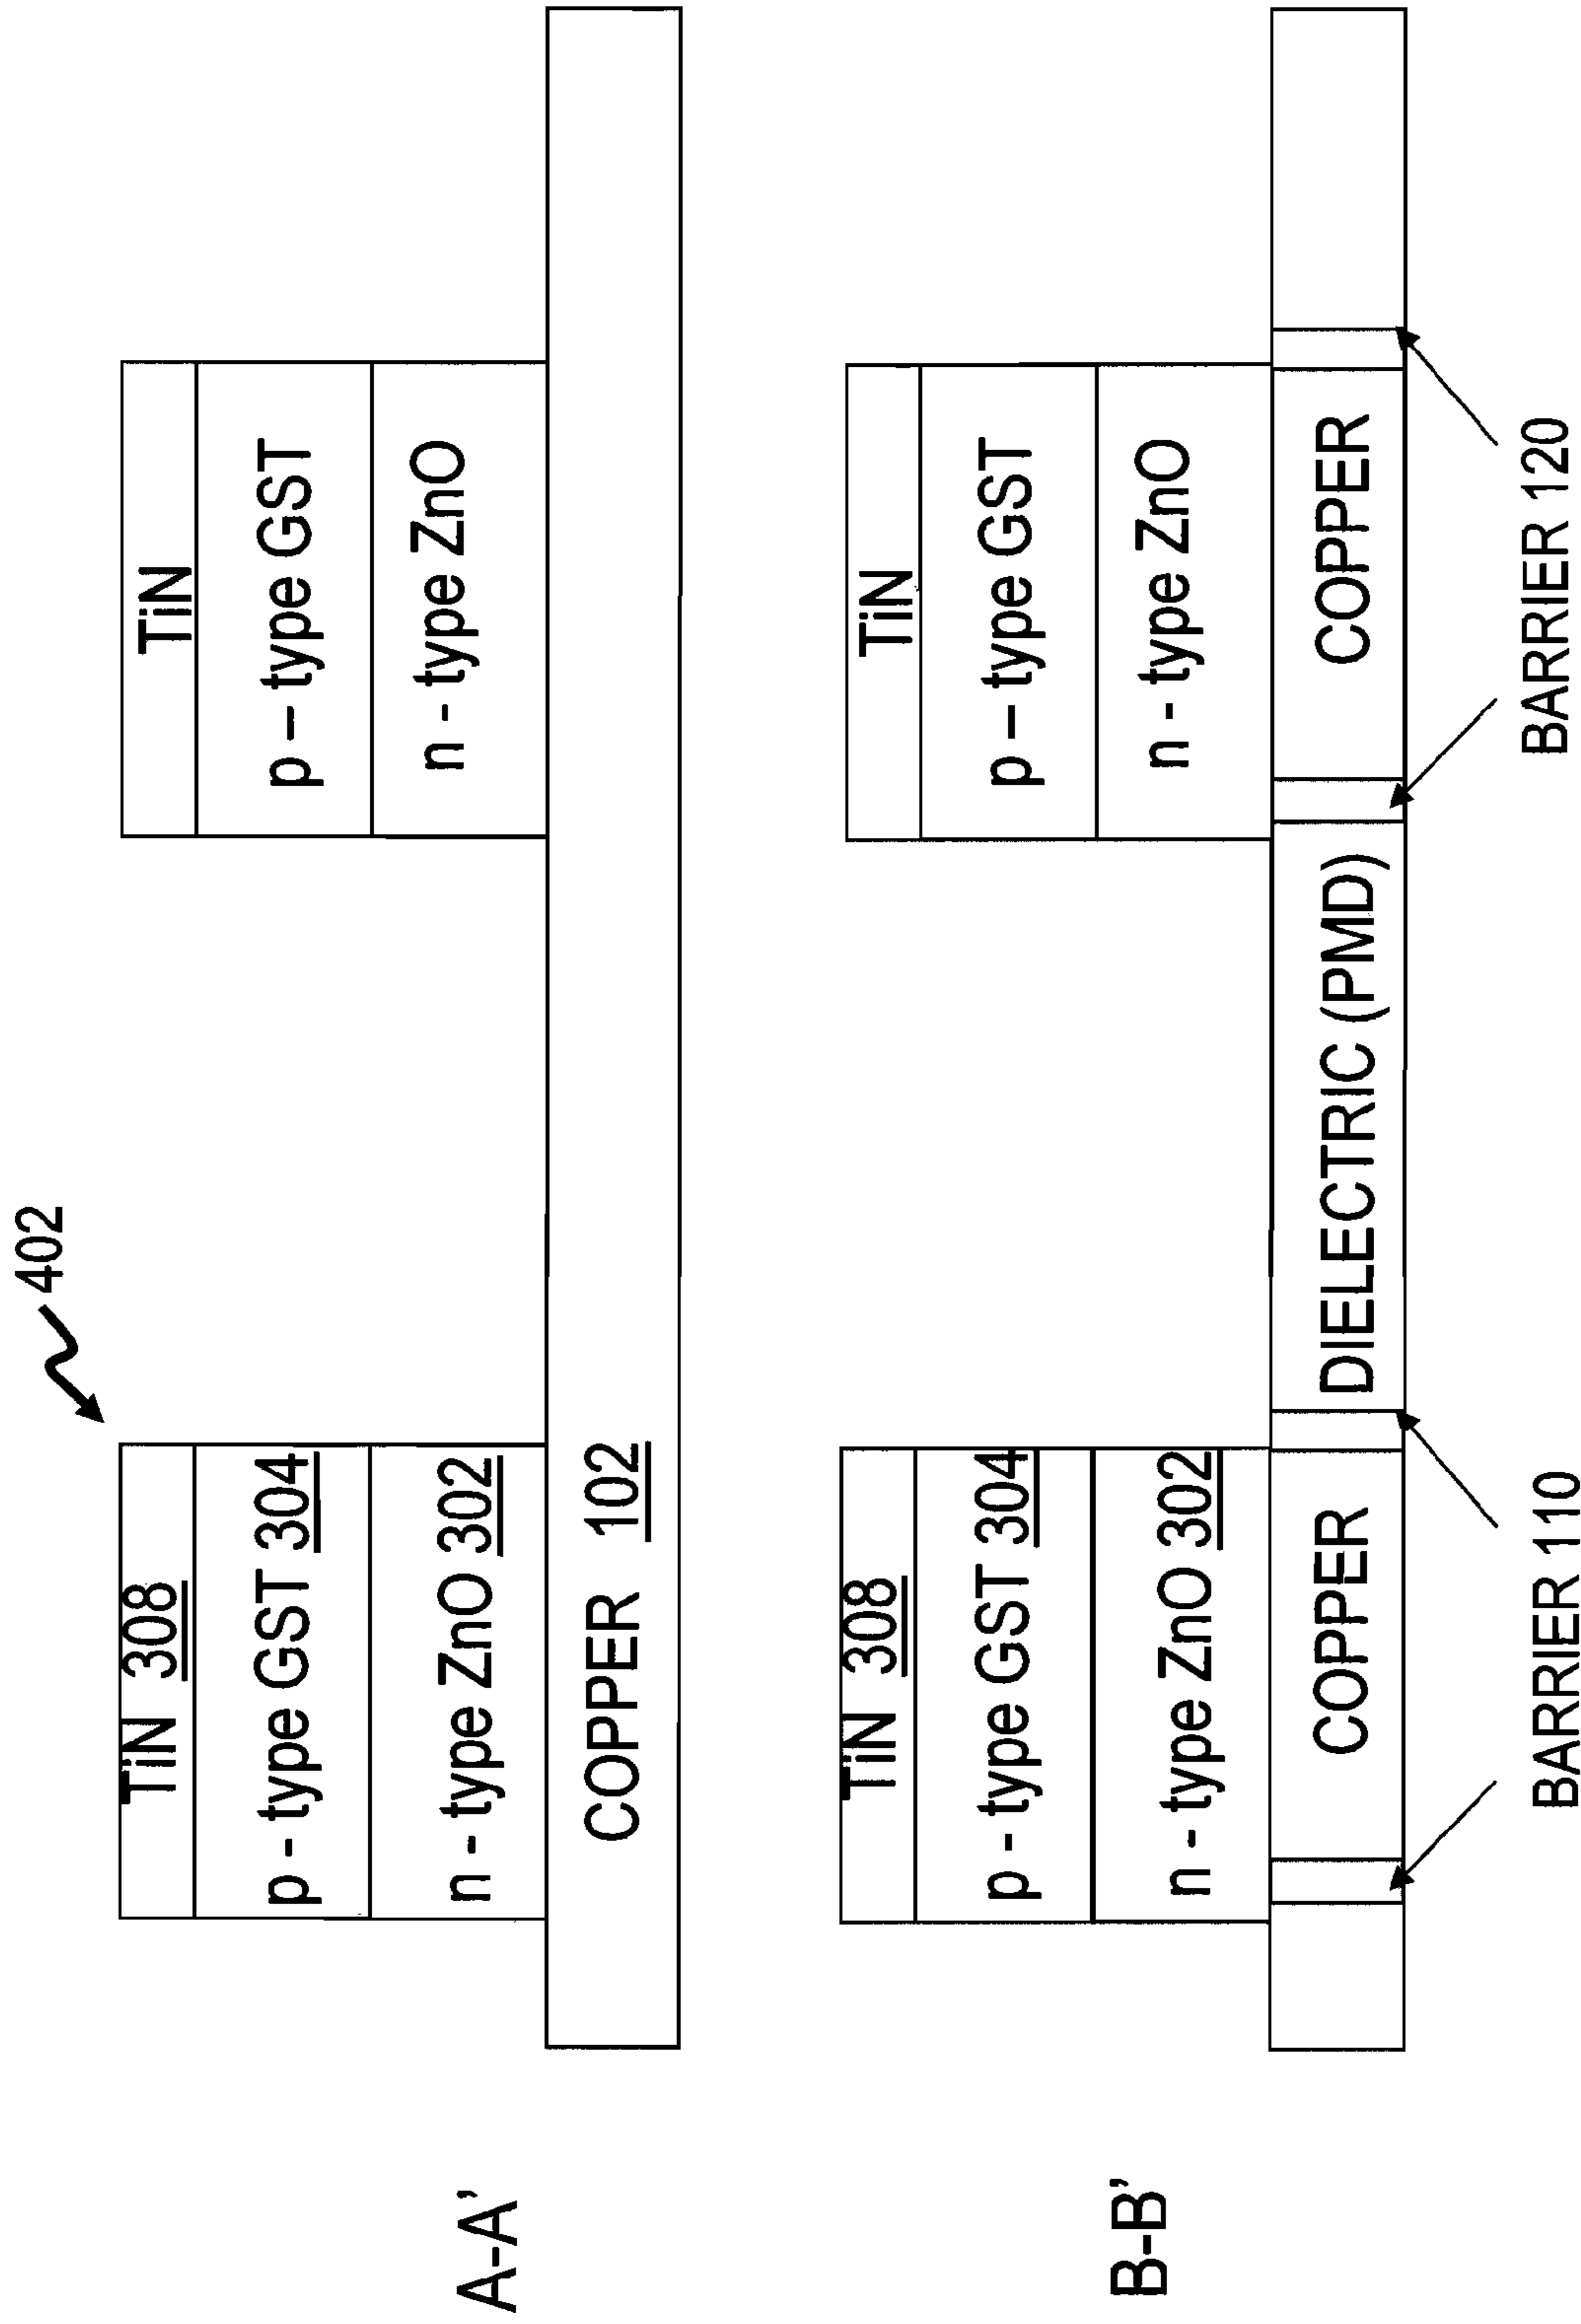 402
TiN 308
TiN
p - type GST 304
p – type GST
n - type ZnO 302
n - type ZnO
A-A'
COPPER 102
TiN 308
TiN
p - type GST 304
p – type GST
n - type ZnO 302
n - type ZnO
B-B'
COPPER
DIELECTRIC (PMD)
COPPER
BARRIER 110
BARRIER 120